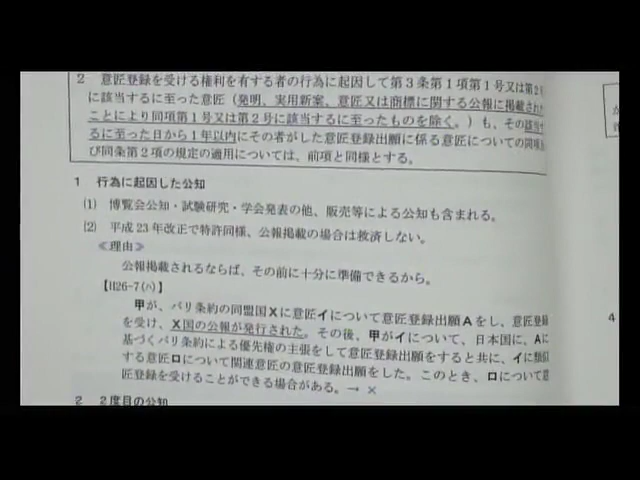 2 意匠登録を受ける権利を有する者の行為に起因して第3条第1項第1号又は第2
に該当するに至った意匠（発明、実用新案、意匠又は商標に関する公報に掲載され
ことにより同項第1号又は第2号に該当するに至ったものを除く。）も、その該当
るに至った日から1年以内にその者がした意匠登録出願に係る意匠についての同項
び同条第2項の規定の適用については、前項と同様とする。
1 行為に起因した公知
(1) 博覧会公知・試験研究・学会発表の他、販売等による公知も含まれる。
(2) 平成23年改正で特許同様、公報掲載の場合は救済しない。
≪理由≫
公報掲載されるならば、その前に十分に準備できるから。
【H26-7(ハ)】
甲が、パリ条約の同盟国Xに意匠イについて意匠登録出願Aをし、意匠登録
を受け、X国の公報が発行された。その後、甲がイについて、日本国に、Aに
基づくパリ条約による優先権の主張をして意匠登録出願をすると共に、イに類似
する意匠ロについて関連意匠の意匠登録出願をした。このとき、ロについて意
匠登録を受けることができる場合がある。→ ×
2 2度目の公知
4